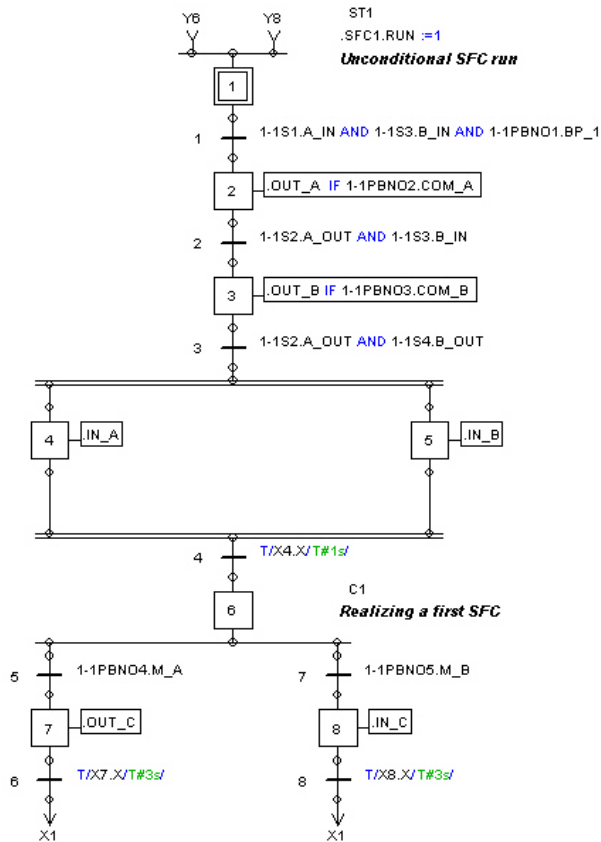 Y6
Y8
ST1
.SFC1.RUN :=1
Unconditional SFC run
1
1
1-1S1.A_IN AND 1-1S3.B_IN AND 1-1PBNO1.BP_1
2
.OUT_A IF 1-1PBNO2.COM_A
2
1-1S2.A_OUT AND 1-1S3.B_IN
3
.OUT_B IF 1-1PBNO3.COM_B
3
1-1S2.A_OUT AND 1-1S4.B_OUT
4
.IN_A
5
.IN_B
4
T/X4.X/T#1s/
6
C1
Realizing a first SFC
5
1-1PBNO4.M_A
7
1-1PBNO5.M_B
7
.OUT_C
8
.IN_C
6
T/X7.X/T#3s/
8
T/X8.X/T#3s/
X1
X1